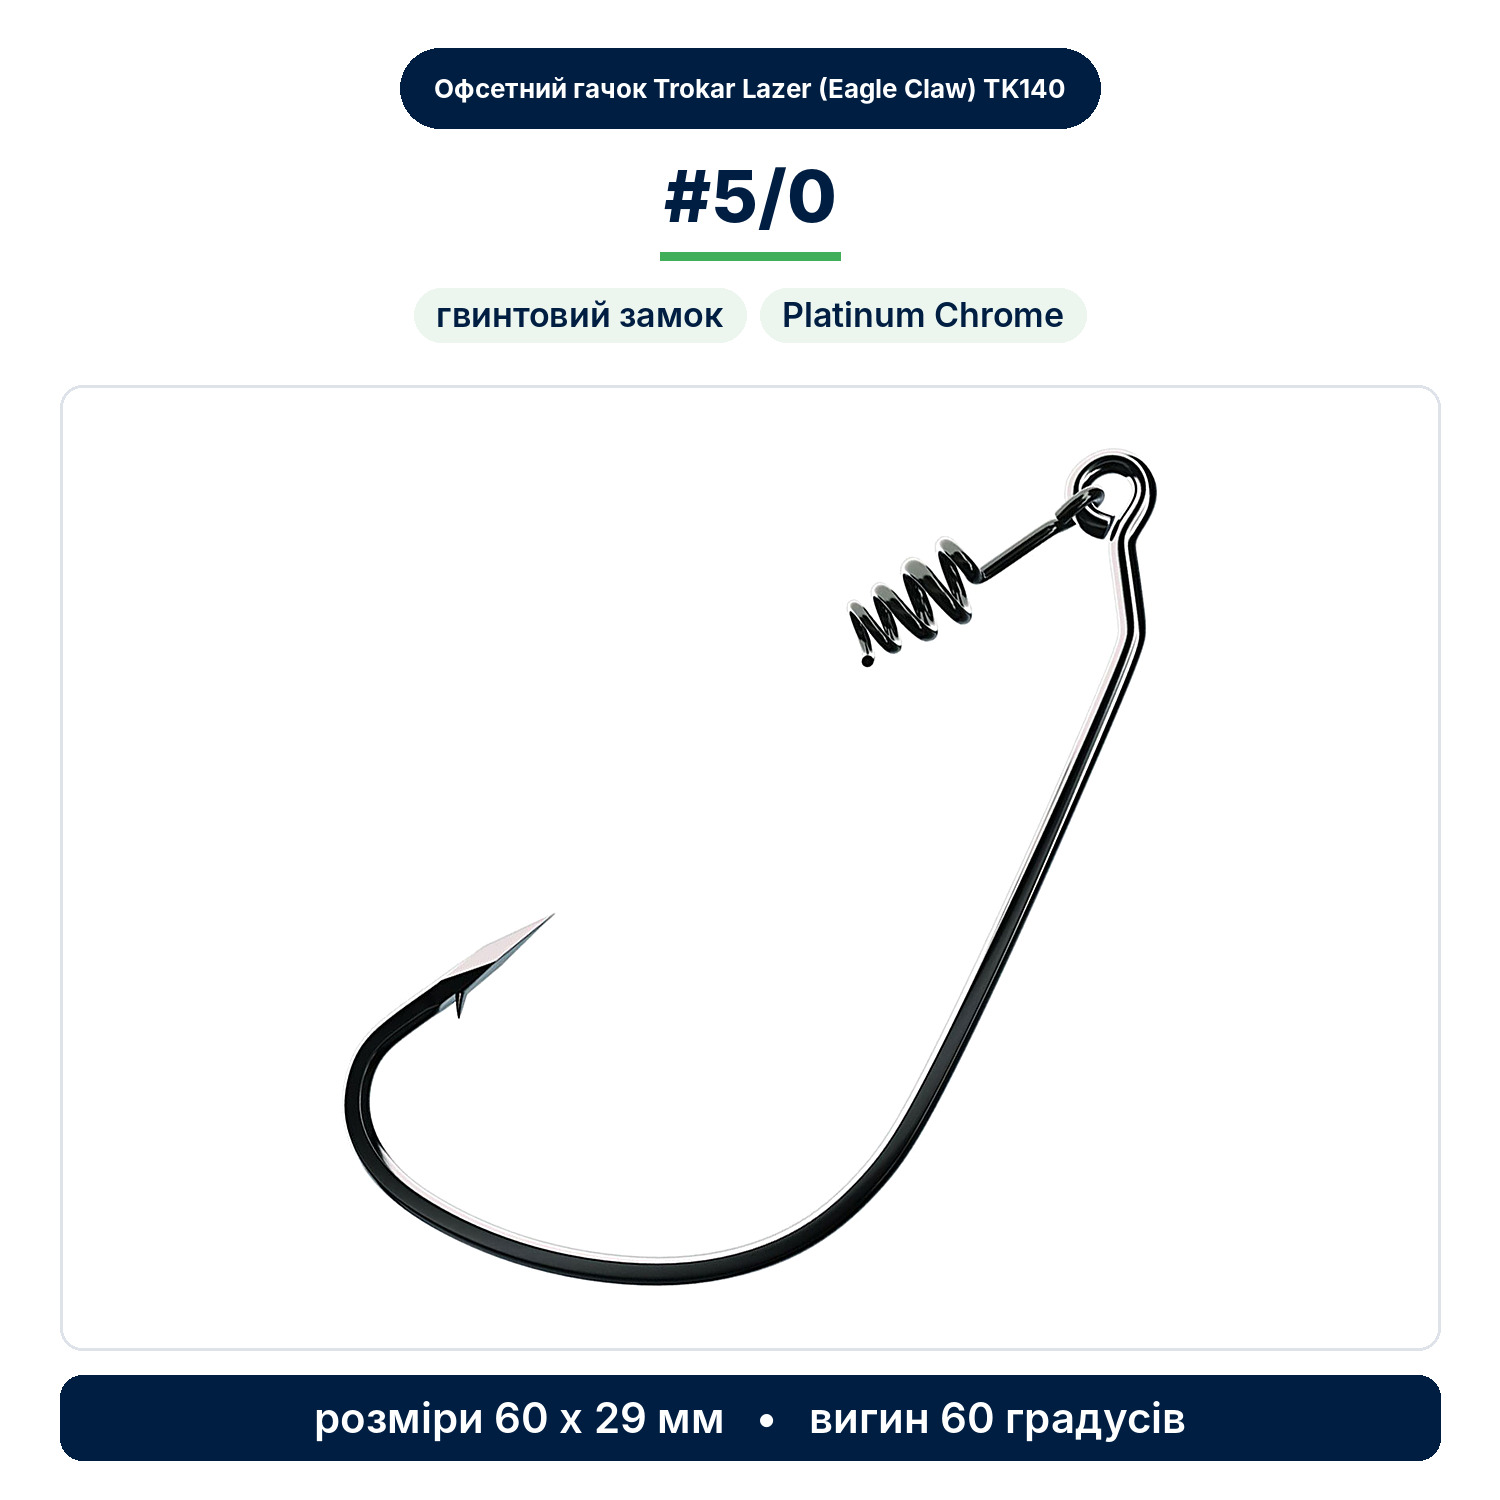 Офсетний гачок Trokar Lazer (Eagle Claw) TK140
#5/0
гвинтовий замок Platinum Chrome
розміри 60 x 29 мм • вигин 60 градусів